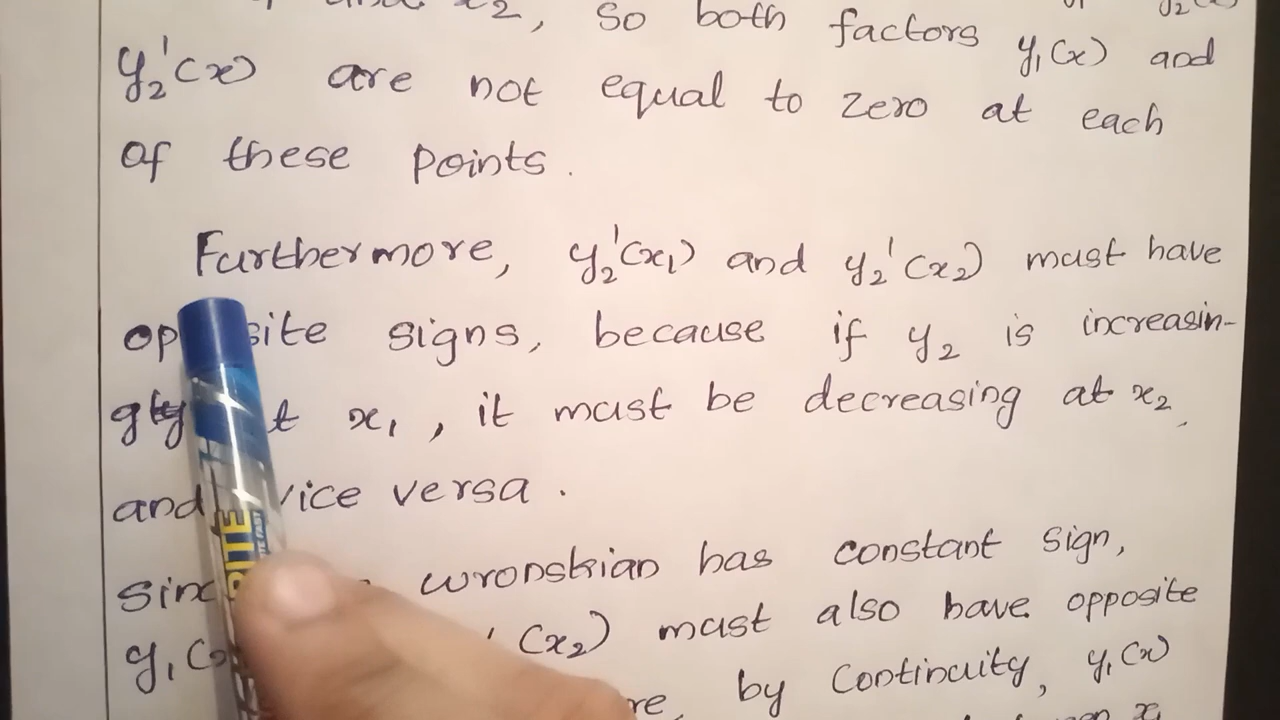 x2, so both factors y1(x) and
y2'(x) are not equal to zero at each
of these points.
Furthermore, y2'(x1) and y2'(x2) must have
signs, because if y2 is increasin-
x1, it must be decreasing at x2,
and vice versa.
wronskian has constant sign,
(x2) must also have opposite
by continuity, y1(x)